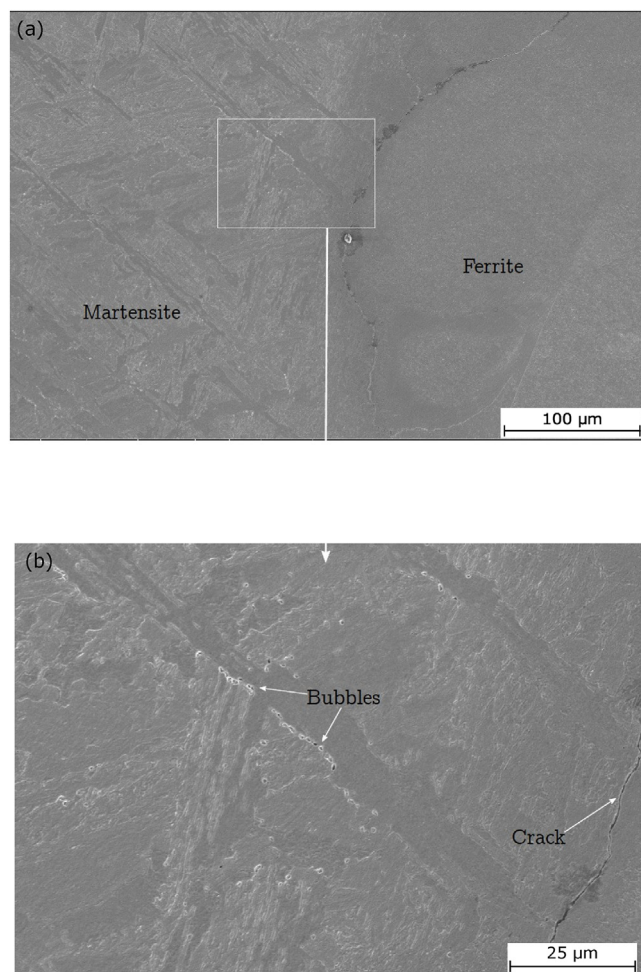 (a)
Ferrite
Martensite
100 µm
(b)
Bubbles
Crack
25 µm